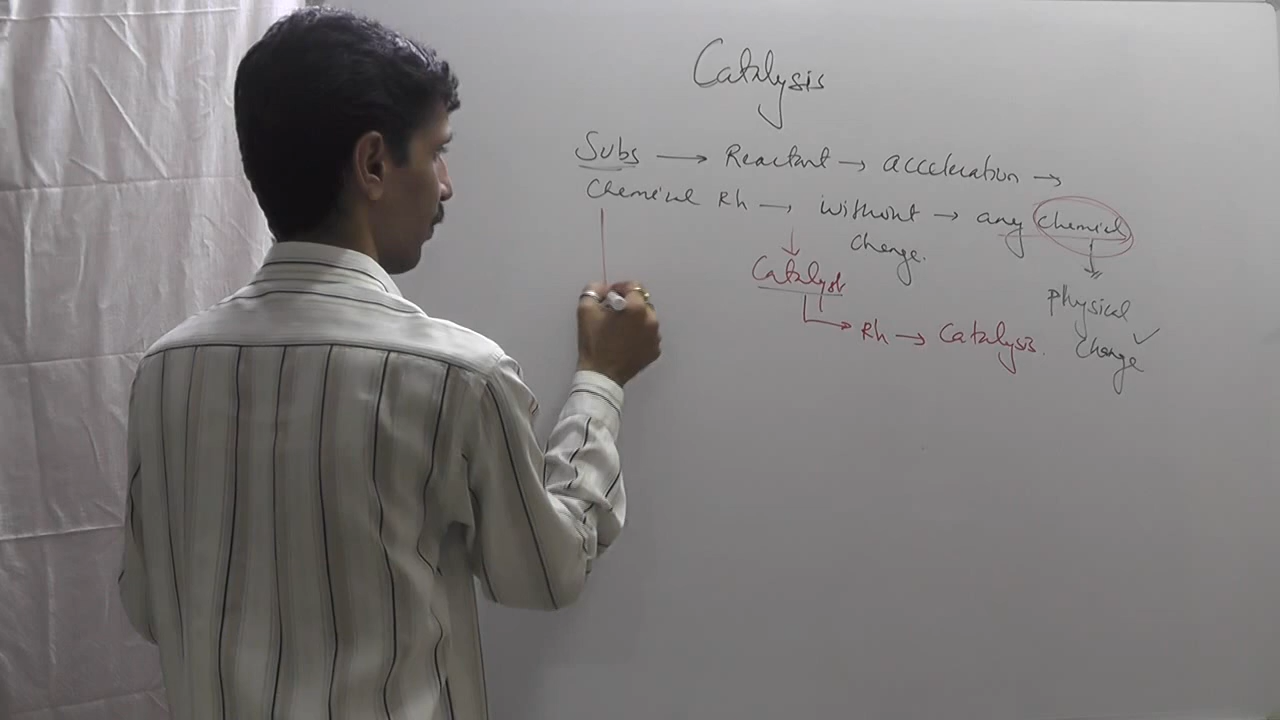 Catalysis
Subs → Reactant → acceleration →
Chemical Rn → without → any Chemical
change.
Catalyst
Physical
Rn → Catalysis.
change ✓